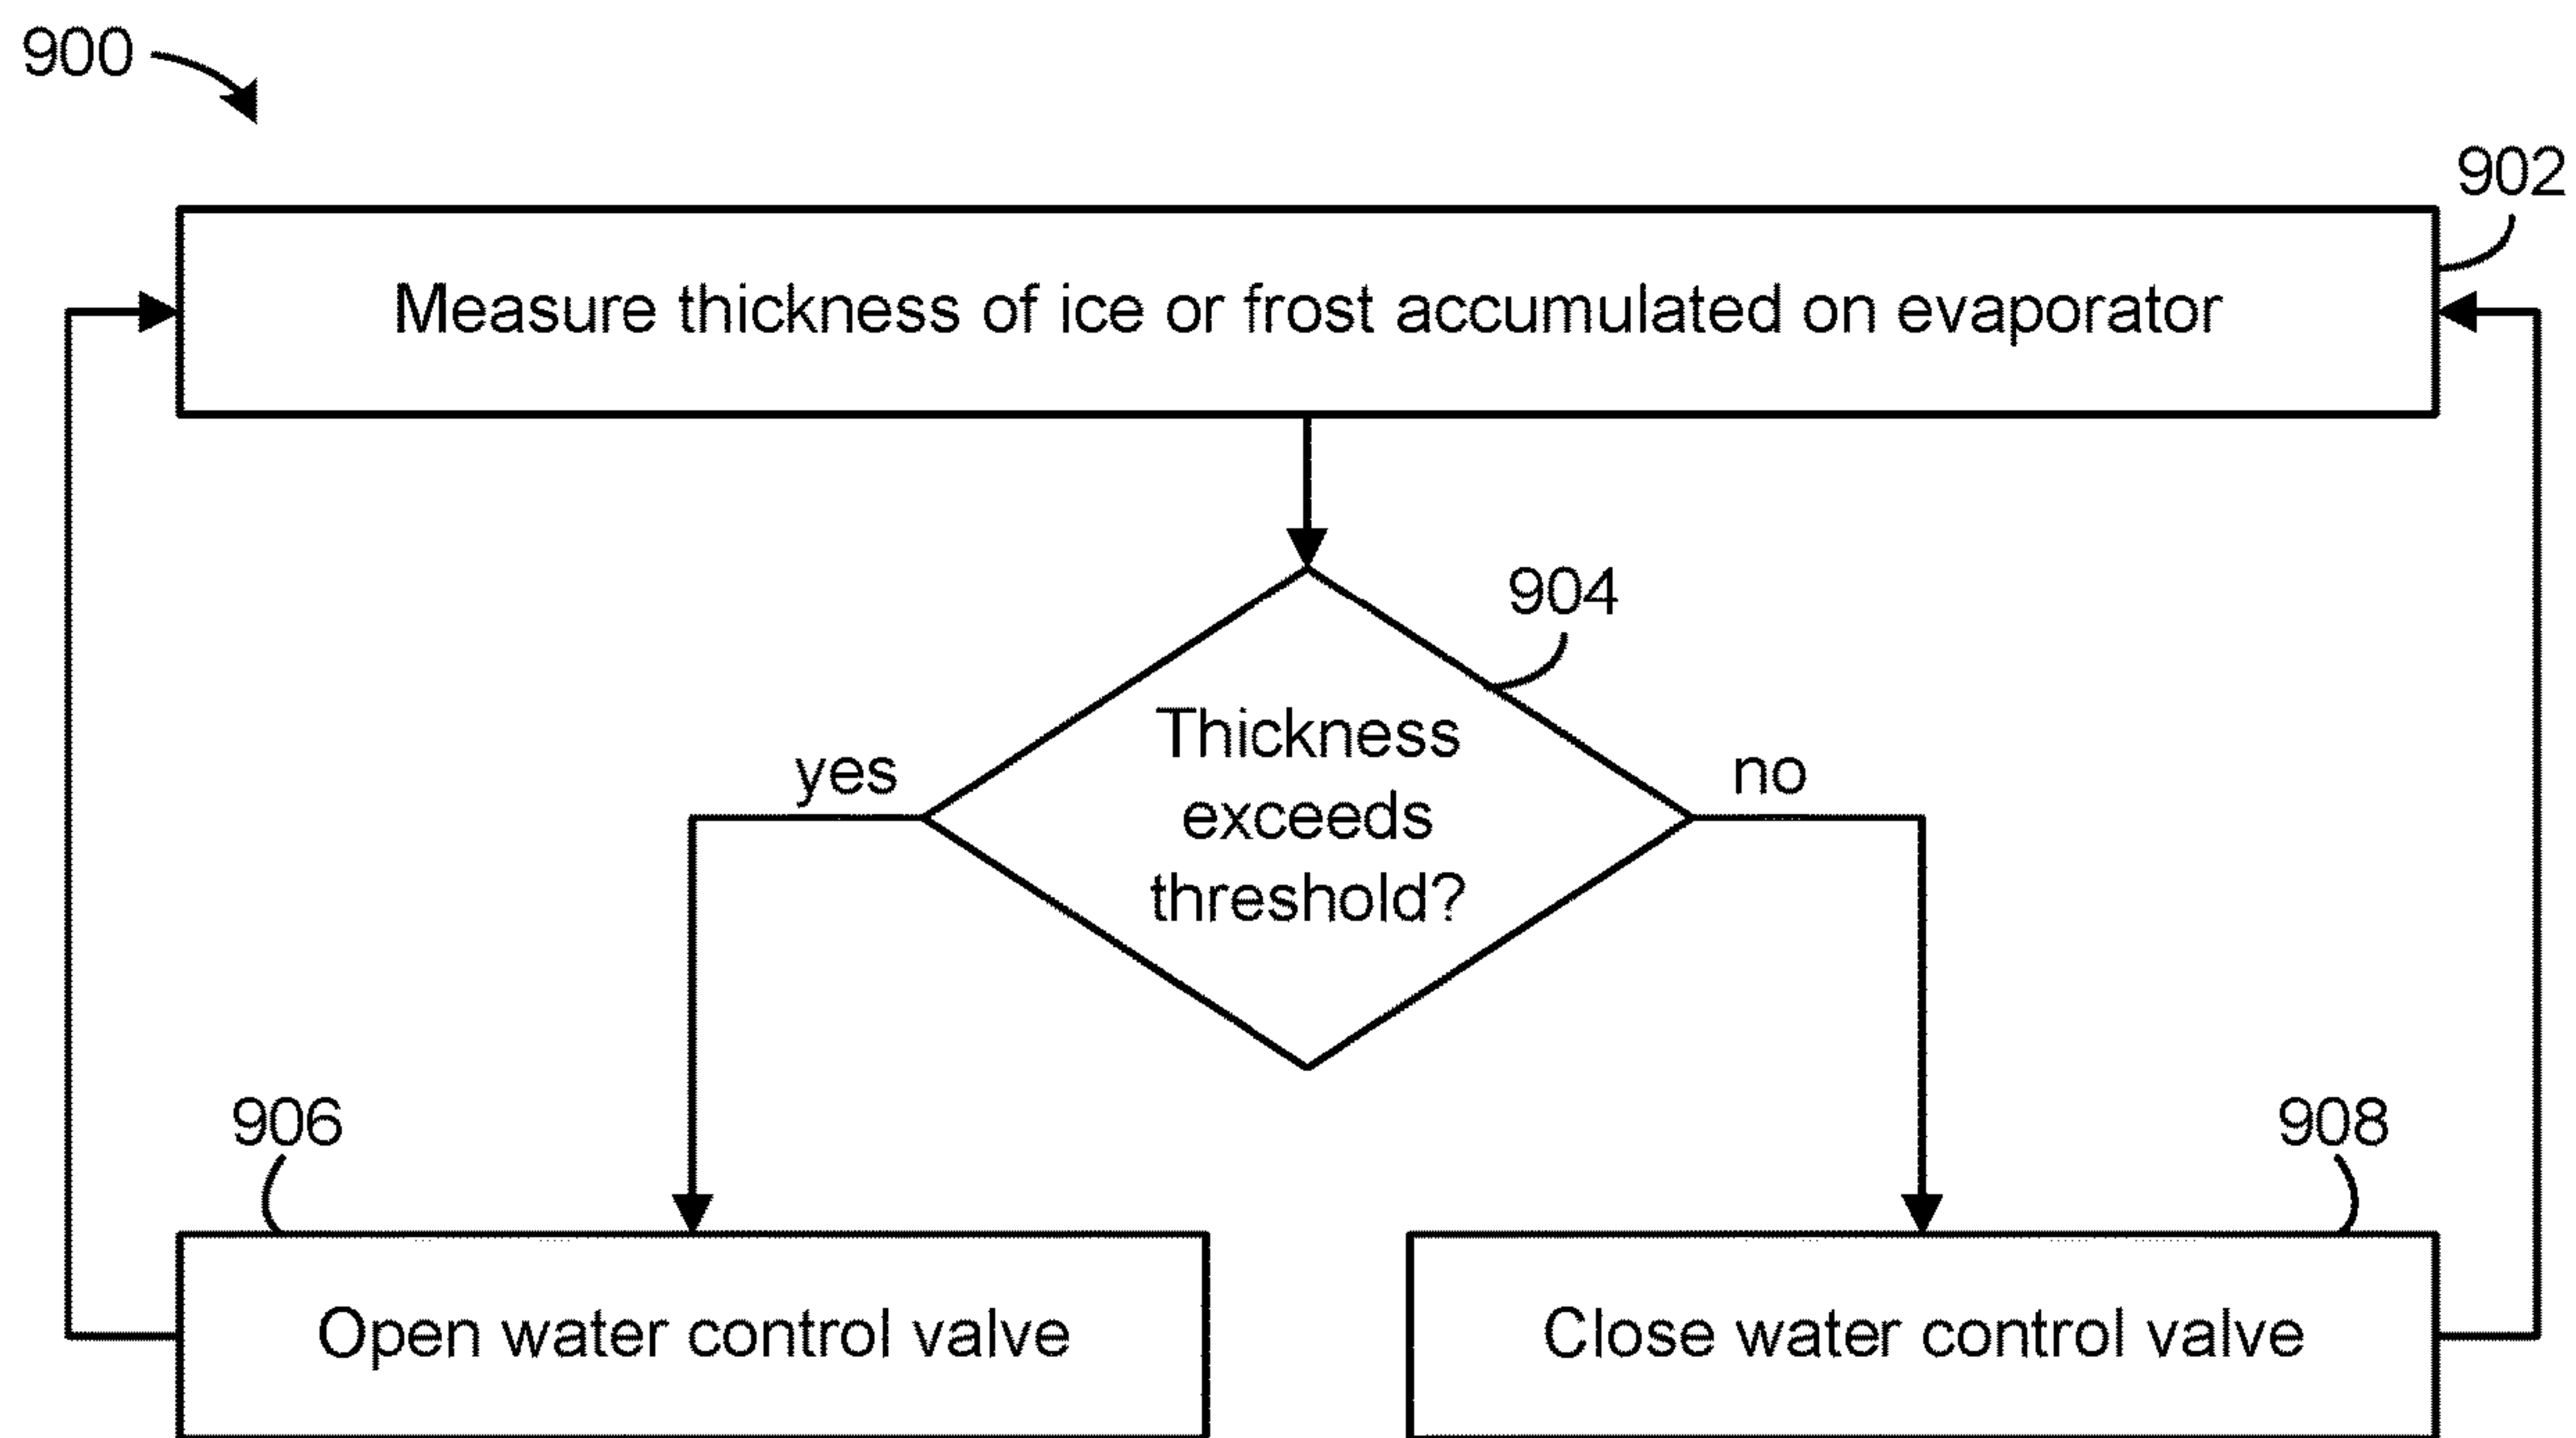 900
902
Measure thickness of ice or frost accumulated on evaporator
904
Thickness
exceeds
threshold?
yes
no
906
908
Open water control valve
Close water control valve